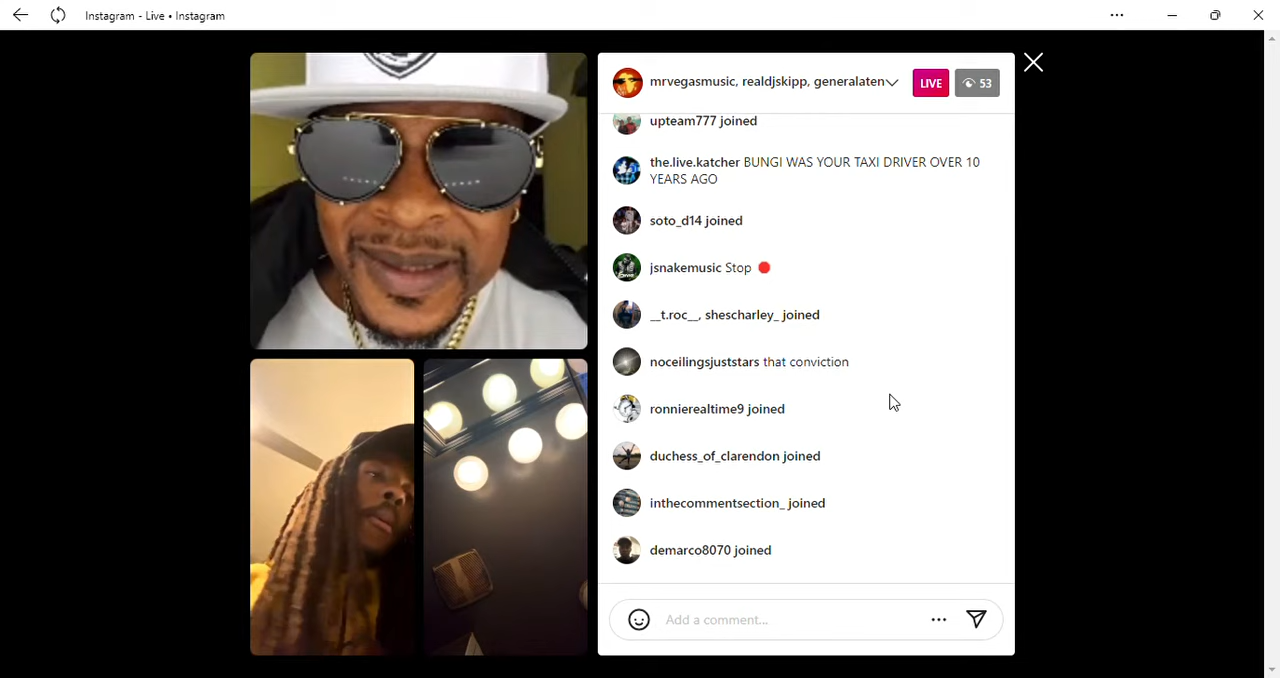 Instagram - Live • Instagram
mrvegasmusic, realdjskipp, generalaten
LIVE
53
upteam777 joined
the.live.katcher BUNGI WAS YOUR TAXI DRIVER OVER 10
YEARS AGO
soto_d14 joined
jsnakemusic Stop
__t.roc__, shescharley_ joined
noceilingsjuststars that conviction
ronnierealtime9 joined
duchess_of_clarendon joined
inthecommentsection_ joined
demarco8070 joined
Add a comment...